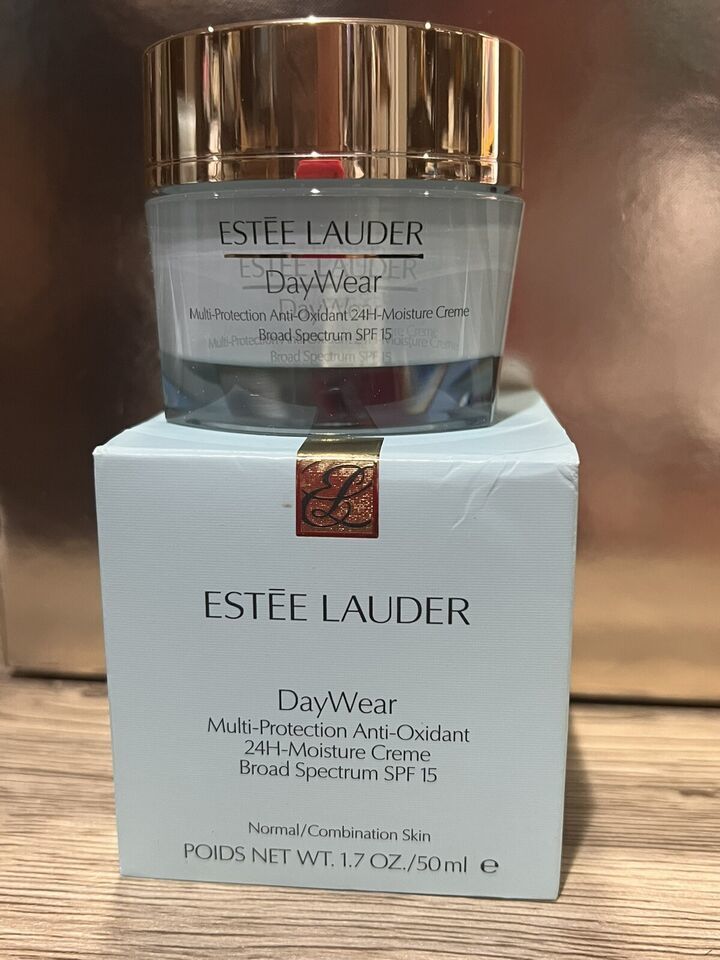 ESTĒE LAUDER
DayWear
Multi-Protection Anti-Oxidant 24H-Moisture Creme
Broad Spectrum SPF 15
EL
ESTĒE LAUDER
DayWear
Multi-Protection Anti-Oxidant
24H-Moisture Creme
Broad Spectrum SPF 15
Normal/Combination Skin
POIDS NET WT. 1.7 OZ./50 ml ℮